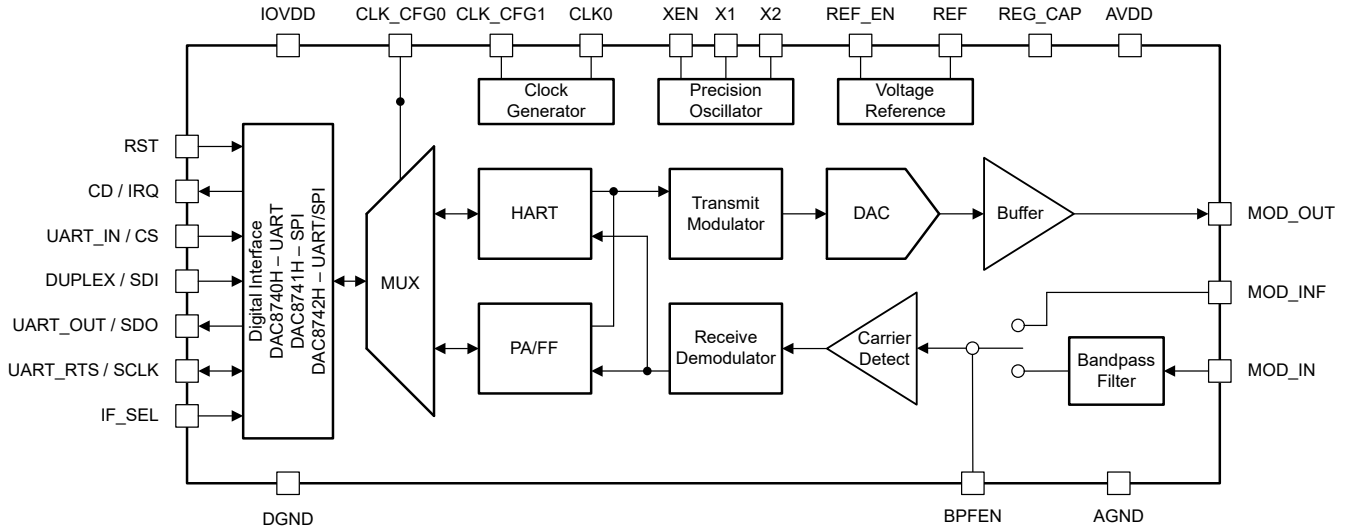 IOVDD
CLK_CFG0
CLK_CFG1
CLK0
XEN
X1
X2
REF_EN
REF
REG_CAP
AVDD
Clock
Generator
Precision
Oscillator
Voltage
Reference
RST
CD / IRQ
UART_IN / CS
DUPLEX / SDI
UART_OUT / SDO
UART_RTS / SCLK
IF_SEL
Digital Interface
DAC8740H – UART
DAC8741H – SPI
DAC8742H – UART/SPI
MUX
HART
PA/FF
Transmit
Modulator
DAC
Buffer
MOD_OUT
MOD_INF
Receive
Demodulator
Carrier
Detect
Bandpass
Filter
MOD_IN
DGND
BPFEN
AGND